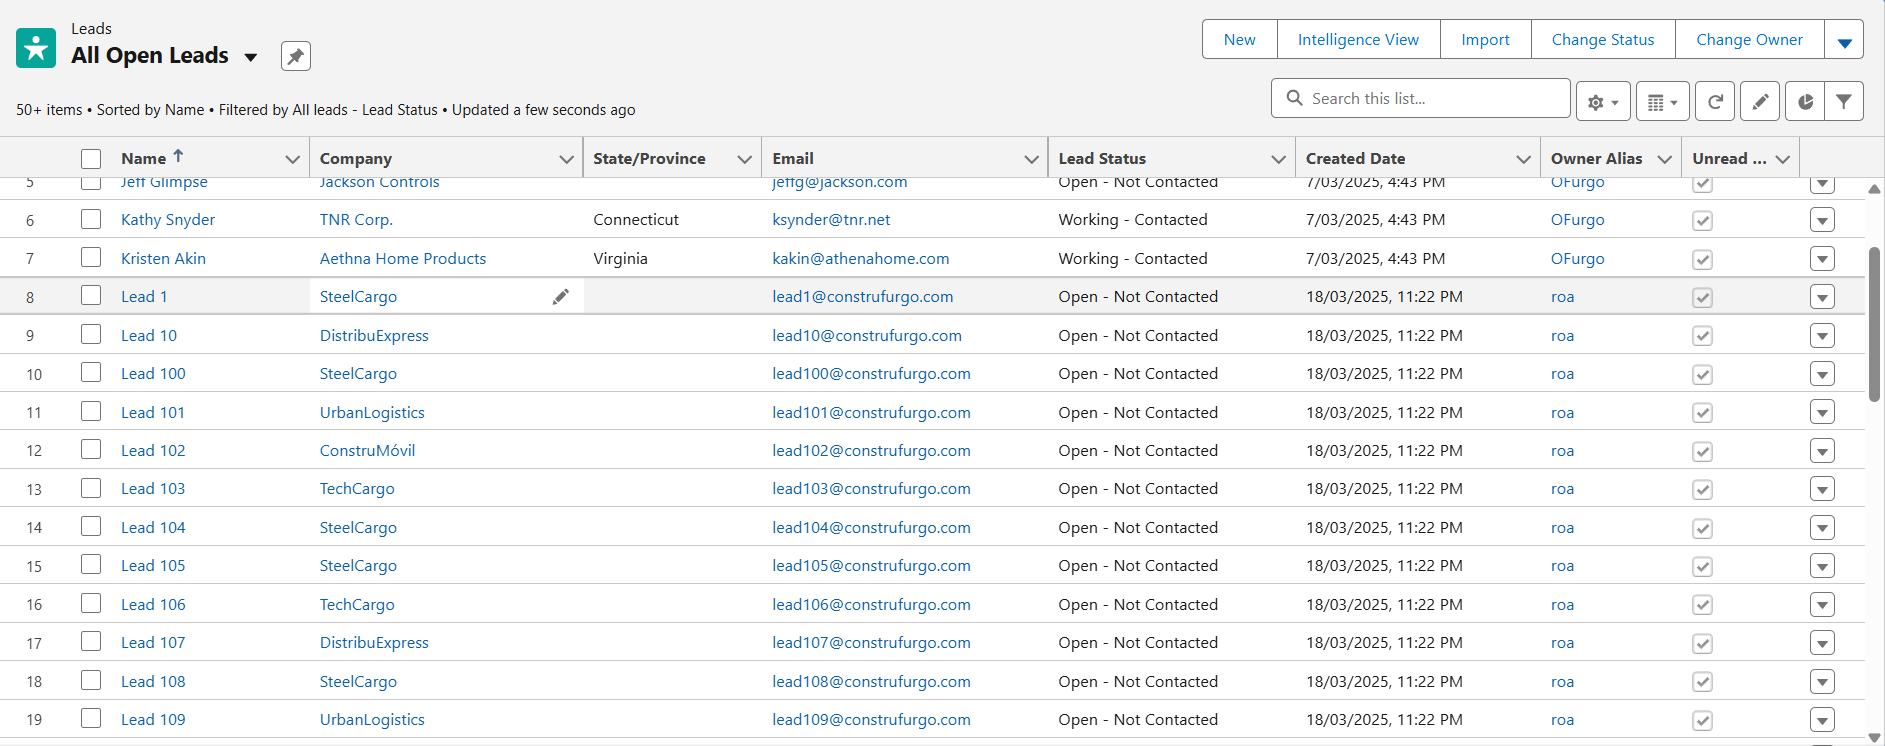 Leads
All Open Leads
New Intelligence View Import Change Status Change Owner
50+ items • Sorted by Name • Filtered by All leads - Lead Status • Updated a few seconds ago
Search this list...
Name Company State/Province Email Lead Status Created Date Owner Alias Unread ...
5 Jeff Glimpse Jackson Controls jeffg@jackson.com Open - Not Contacted 7/03/2025, 4:43 PM OFurgo
6 Kathy Snyder TNR Corp. Connecticut ksynder@tnr.net Working - Contacted 7/03/2025, 4:43 PM OFurgo
7 Kristen Akin Aethna Home Products Virginia kakin@athenahome.com Working - Contacted 7/03/2025, 4:43 PM OFurgo
8 Lead 1 SteelCargo lead1@construfurgo.com Open - Not Contacted 18/03/2025, 11:22 PM roa
9 Lead 10 DistribuExpress lead10@construfurgo.com Open - Not Contacted 18/03/2025, 11:22 PM roa
10 Lead 100 SteelCargo lead100@construfurgo.com Open - Not Contacted 18/03/2025, 11:22 PM roa
11 Lead 101 UrbanLogistics lead101@construfurgo.com Open - Not Contacted 18/03/2025, 11:22 PM roa
12 Lead 102 ConstruMóvil lead102@construfurgo.com Open - Not Contacted 18/03/2025, 11:22 PM roa
13 Lead 103 TechCargo lead103@construfurgo.com Open - Not Contacted 18/03/2025, 11:22 PM roa
14 Lead 104 SteelCargo lead104@construfurgo.com Open - Not Contacted 18/03/2025, 11:22 PM roa
15 Lead 105 SteelCargo lead105@construfurgo.com Open - Not Contacted 18/03/2025, 11:22 PM roa
16 Lead 106 TechCargo lead106@construfurgo.com Open - Not Contacted 18/03/2025, 11:22 PM roa
17 Lead 107 DistribuExpress lead107@construfurgo.com Open - Not Contacted 18/03/2025, 11:22 PM roa
18 Lead 108 SteelCargo lead108@construfurgo.com Open - Not Contacted 18/03/2025, 11:22 PM roa
19 Lead 109 UrbanLogistics lead109@construfurgo.com Open - Not Contacted 18/03/2025, 11:22 PM roa